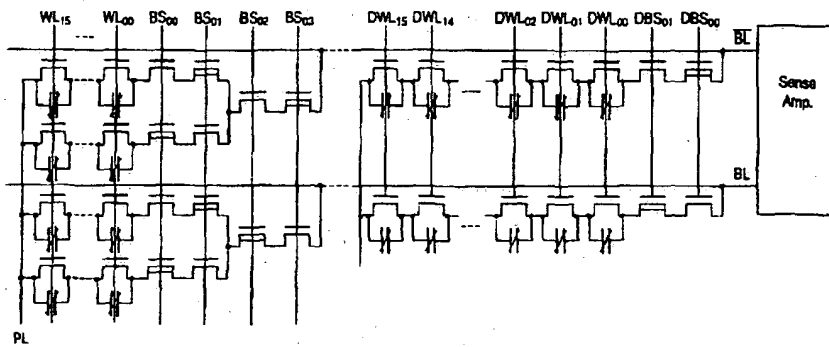 WL15 --- WL00 BS00 BS01 BS02 BS03 DWL15 DWL14 DWL02 DWL01 DWL00 DBS01 DBS00
BL
Sense
Amp.
BL
PL